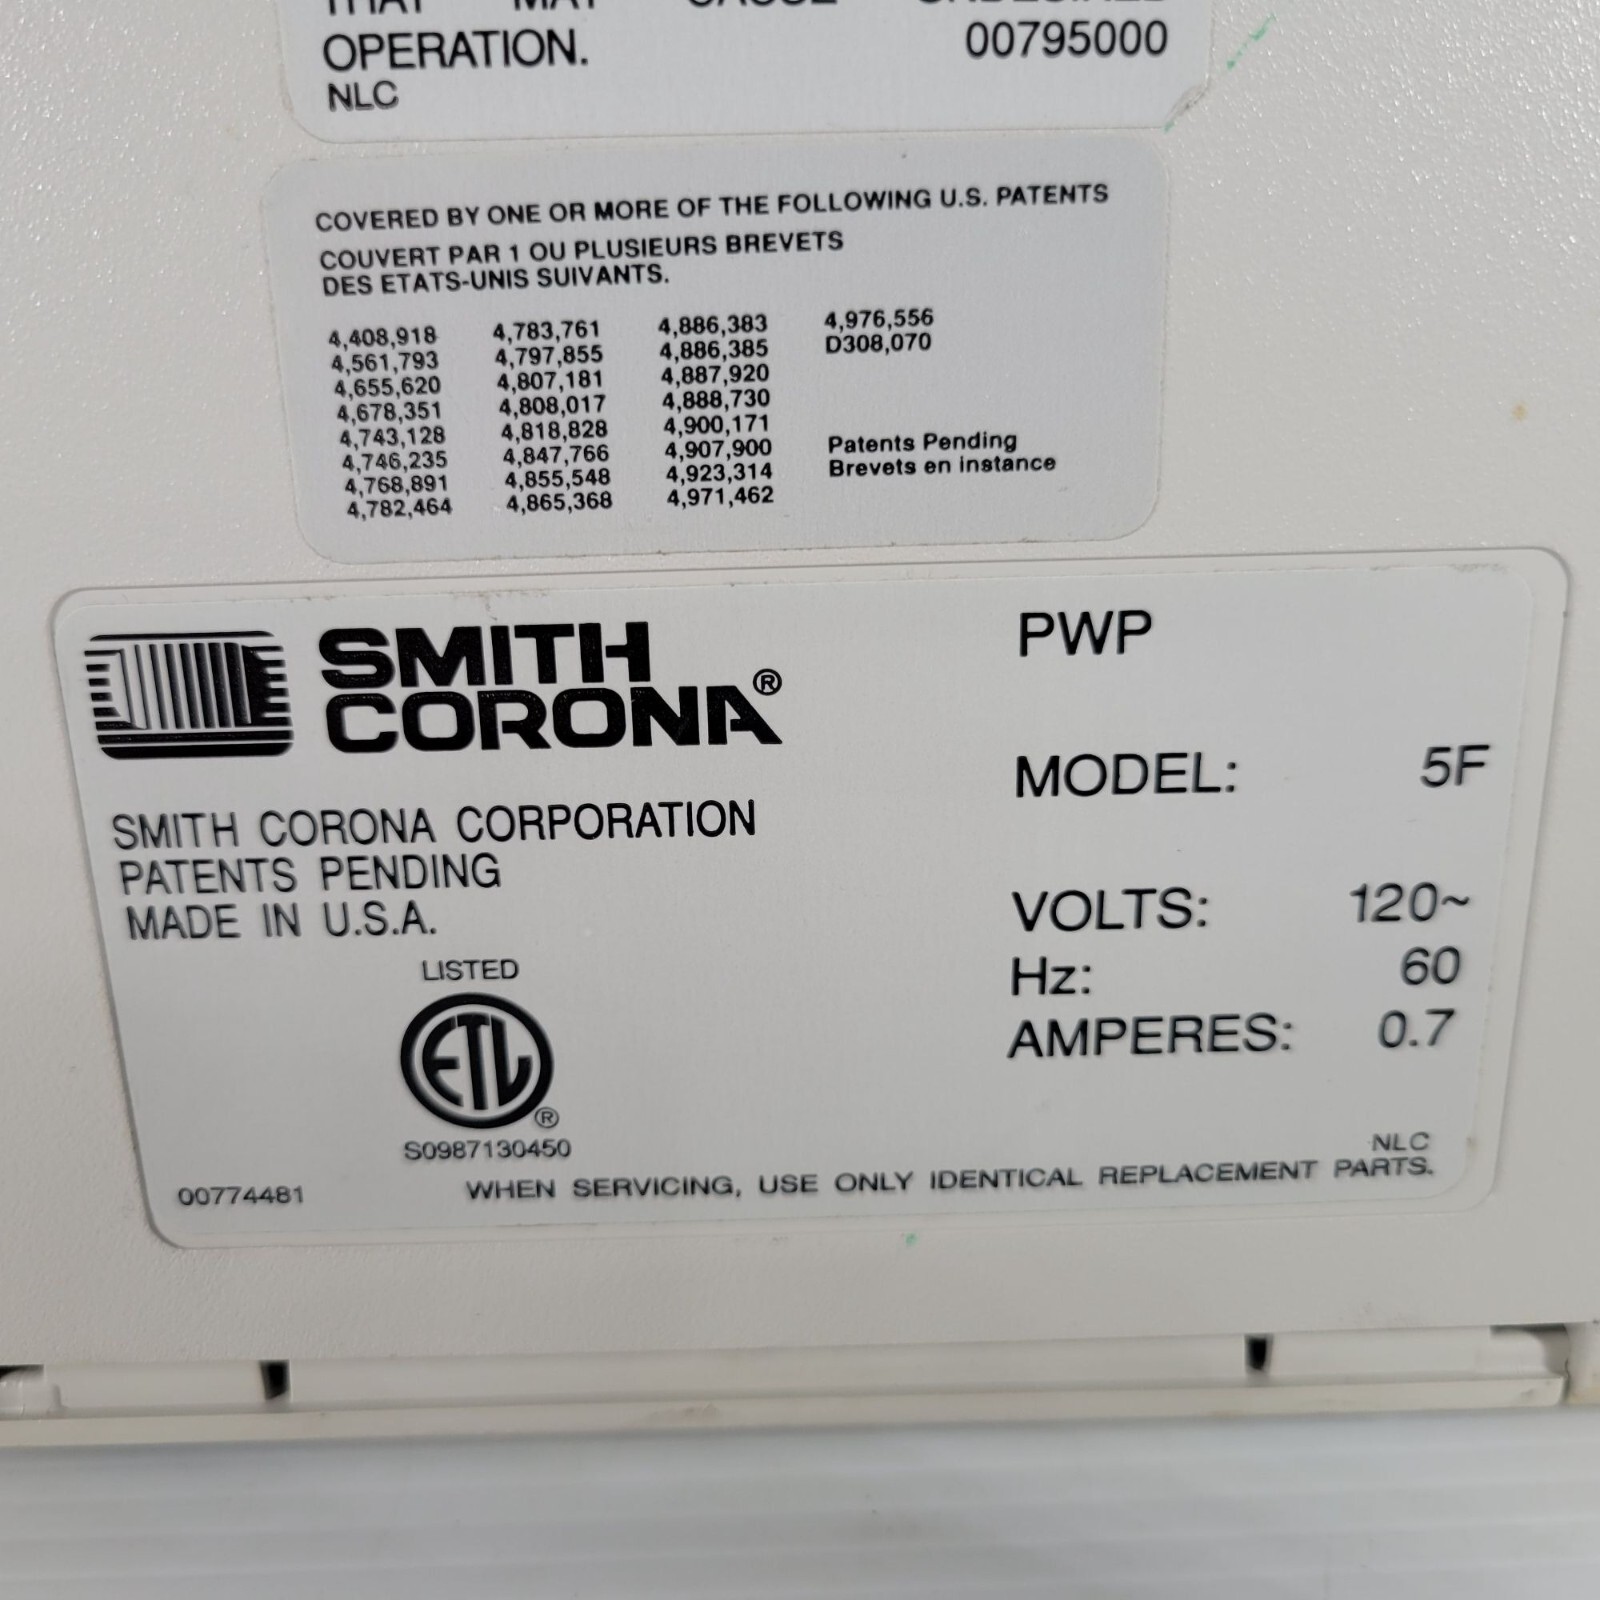 THAT MAY CAUSE UNDESIRED
OPERATION. 00795000
NLC
COVERED BY ONE OR MORE OF THE FOLLOWING U.S. PATENTS
COUVERT PAR 1 OU PLUSIEURS BREVETS
DES ETATS-UNIS SUIVANTS.
4,408,918 4,783,761 4,886,383 4,976,556
4,561,793 4,797,855 4,886,385 D308,070
4,655,620 4,807,181 4,887,920
4,678,351 4,808,017 4,888,730
4,743,128 4,818,828 4,900,171
4,746,235 4,847,766 4,907,900 Patents Pending
4,768,891 4,855,548 4,923,314 Brevets en instance
4,782,464 4,865,368 4,971,462
SMITH
CORONA®
PWP
MODEL: 5F
SMITH CORONA CORPORATION
PATENTS PENDING
MADE IN U.S.A.
VOLTS: 120~
Hz: 60
AMPERES: 0.7
LISTED
ETL®
S0987130450
NLC
00774481 WHEN SERVICING, USE ONLY IDENTICAL REPLACEMENT PARTS.